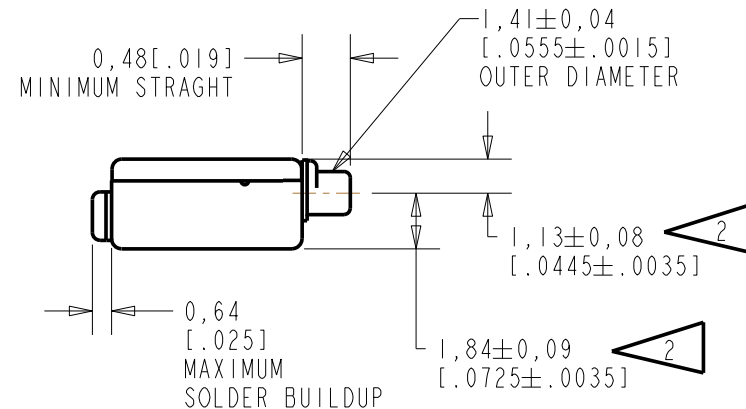 0,48[.019]
MINIMUM STRAGHT
1,41±0,04
[.0555±.0015]
OUTER DIAMETER
1,13±0,08
[.0445±.0035]
2
0,64
[.025]
MAXIMUM
SOLDER BUILDUP
1,84±0,09
[.0725±.0035]
2